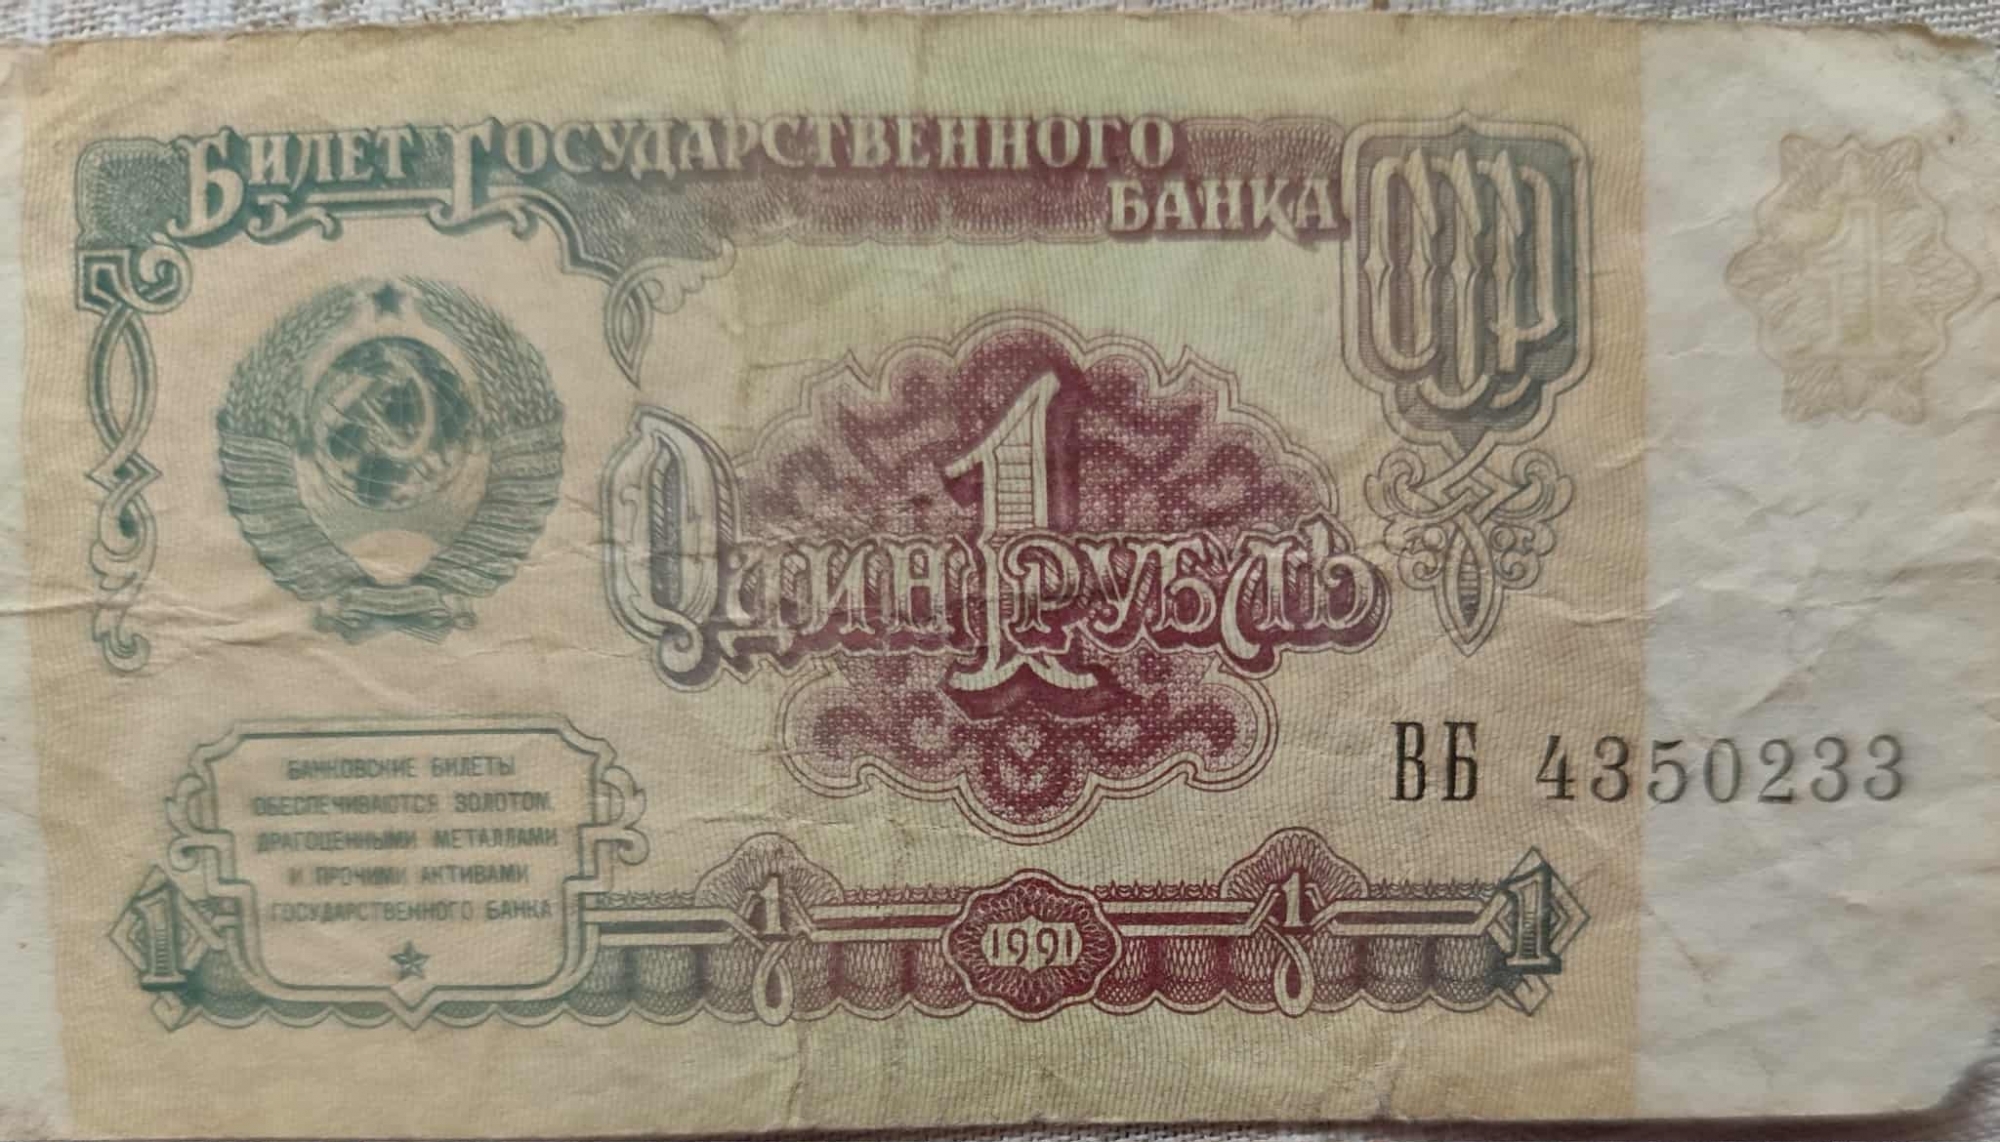 БИЛЕТ ГОСУДАРСТВЕННОГО
БАНКА
СССР
1
1
ОДИН РУБЛЬ
ВБ 4350233
БАНКОВСКИЕ БИЛЕТЫ
ОБЕСПЕЧИВАЮТСЯ ЗОЛОТОМ,
ДРАГОЦЕННЫМИ МЕТАЛЛАМИ
И ПРОЧИМИ АКТИВАМИ
ГОСУДАРСТВЕННОГО БАНКА
1 1 1991 1 1